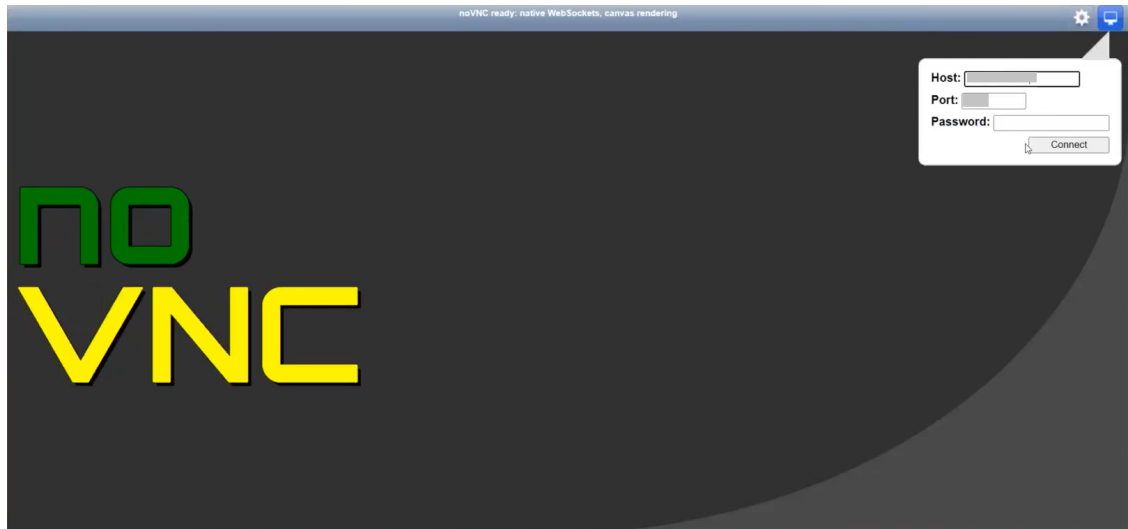 noVNC ready: native WebSockets, canvas rendering
Host:
Port:
Password:
Connect
no
VNC